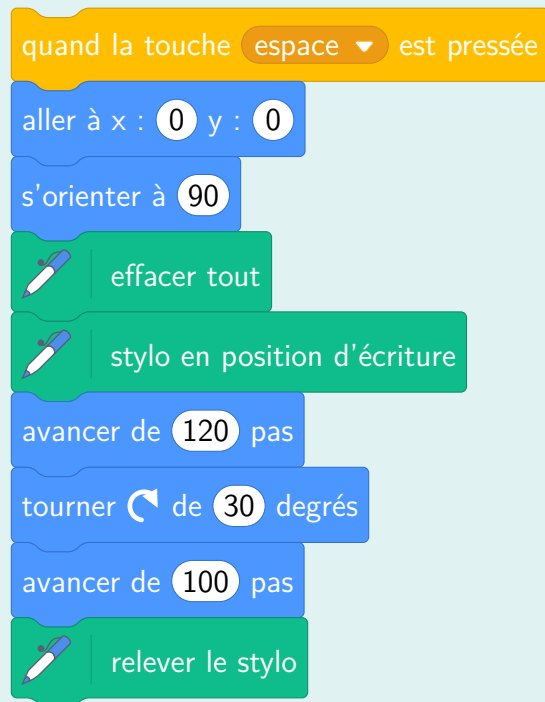 quand la touche espace est pressée
aller à x : 0 y : 0
s'orienter à 90
effacer tout
stylo en position d'écriture
avancer de 120 pas
tourner de 30 degrés
avancer de 100 pas
relever le stylo